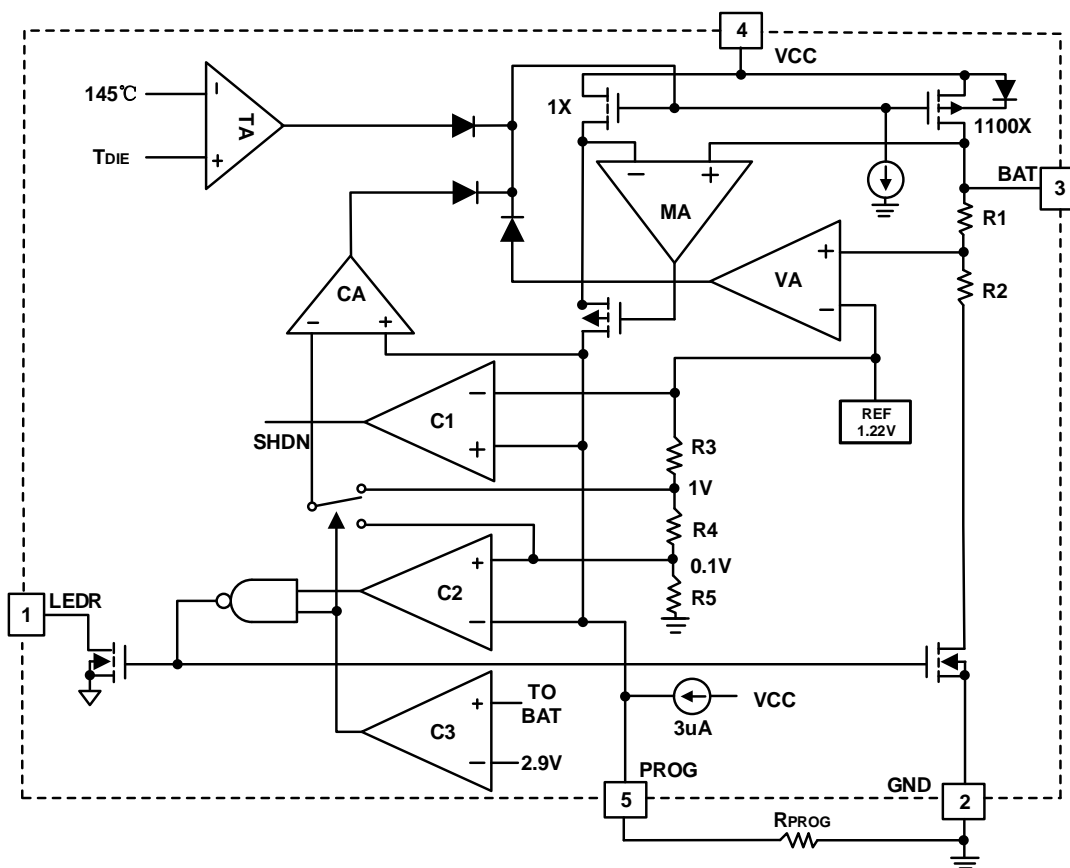 4
VCC
145℃
TA
TDIE
1X
1100X
MA
BAT
3
R1
VA
R2
CA
REF
1.22V
C1
SHDN
R3
1V
R4
0.1V
C2
R5
LEDR
1
TO
BAT
C3
2.9V
VCC
3uA
PROG
5
GND
2
RPROG
− + − + + − − + − + + − + −